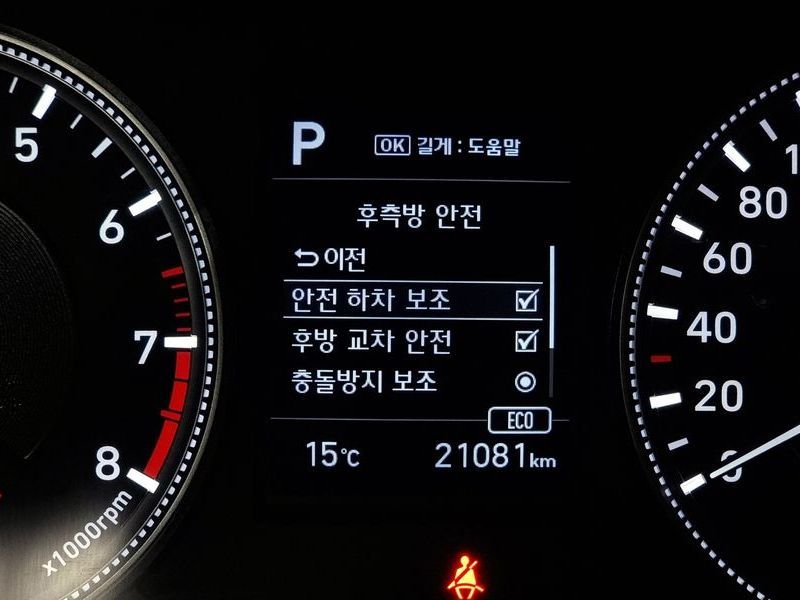 P
OK 길게 : 도움말
후측방 안전
이전
안전 하차 보조
후방 교차 안전
충돌방지 보조
ECO
15℃
21081km
5
6
7
8
x1000rpm
80
60
40
20
0